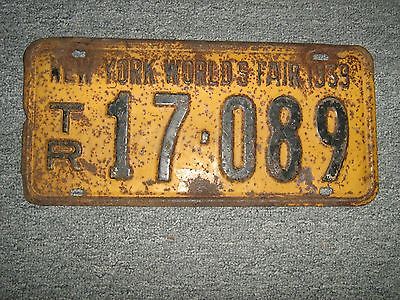 NEW YORK WORLD'S FAIR 1939
TR 17·089